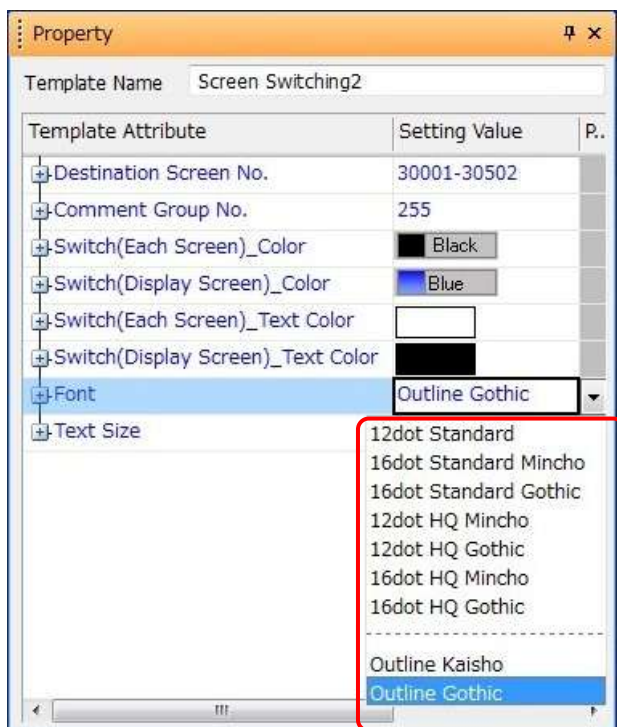 Property
Template Name Screen Switching2
Template Attribute Setting Value P..
Destination Screen No. 30001-30502
Comment Group No. 255
Switch(Each Screen)_Color Black
Switch(Display Screen)_Color Blue
Switch(Each Screen)_Text Color
Switch(Display Screen)_Text Color
Font Outline Gothic
Text Size
12dot Standard
16dot Standard Mincho
16dot Standard Gothic
12dot HQ Mincho
12dot HQ Gothic
16dot HQ Mincho
16dot HQ Gothic
Outline Kaisho
Outline Gothic